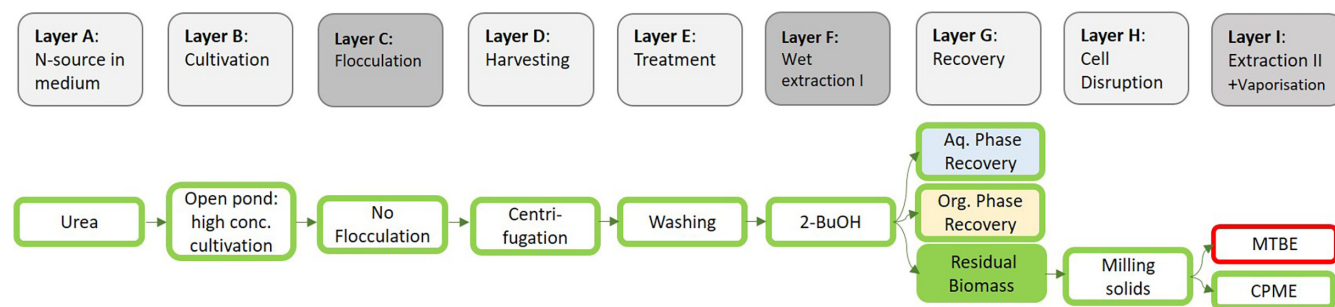 Layer A:
N-source in
medium
Layer B:
Cultivation
Layer C:
Flocculation
Layer D:
Harvesting
Layer E:
Treatment
Layer F:
Wet
extraction I
Layer G:
Recovery
Layer H:
Cell
Disruption
Layer I:
Extraction II
+Vaporisation
Urea
Open pond:
high conc.
cultivation
No
Flocculation
Centri-
fugation
Washing
2-BuOH
Aq. Phase
Recovery
Org. Phase
Recovery
Residual
Biomass
Milling
solids
MTBE
CPME